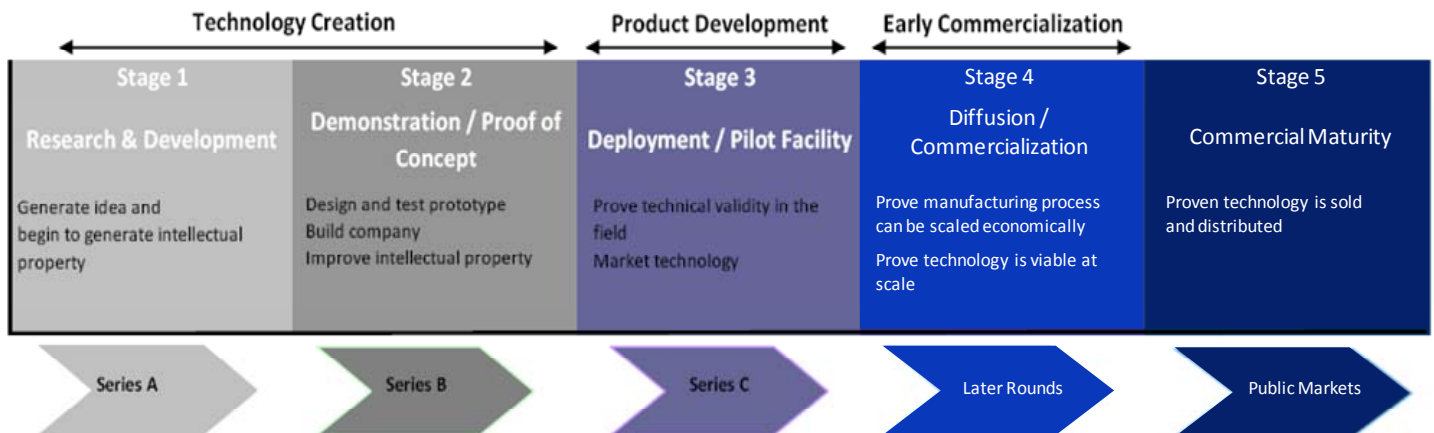 Technology Creation
Product Development
Early Commercialization
Stage 1
Research & Development
Generate idea and
begin to generate intellectual
property
Stage 2
Demonstration / Proof of
Concept
Design and test prototype
Build company
Improve intellectual property
Stage 3
Deployment / Pilot Facility
Prove technical validity in the
field
Market technology
Stage 4
Diffusion /
Commercialization
Prove manufacturing process
can be scaled economically
Prove technology is viable at
scale
Stage 5
Commercial Maturity
Proven technology is sold
and distributed
Series A
Series B
Series C
Later Rounds
Public Markets